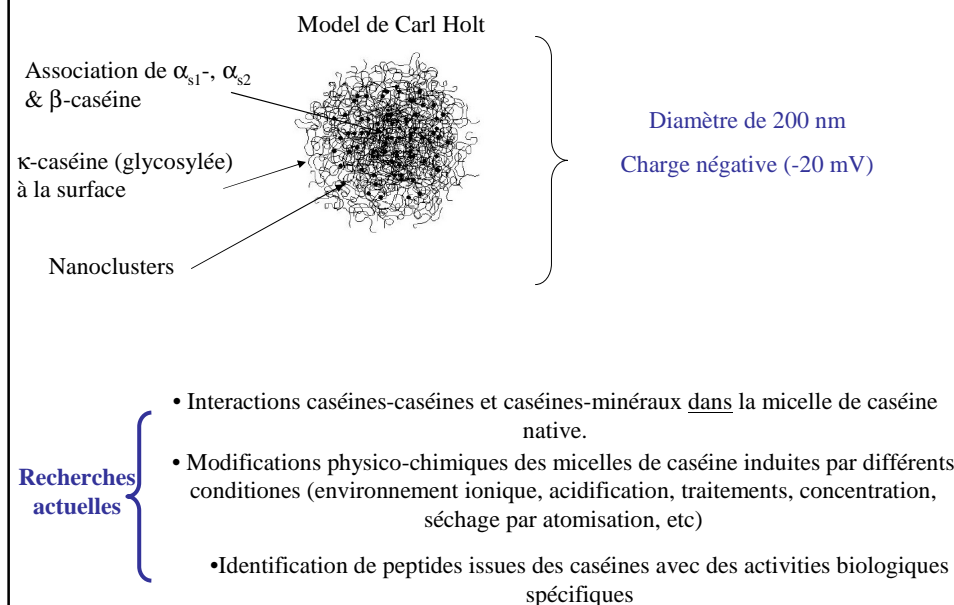 Model de Carl Holt
Association de αs1-, αs2
& β-caséine
κ-caséine (glycosylée)
à la surface
Nanoclusters
Diamètre de 200 nm
Charge négative (-20 mV)
Recherches
actuelles
• Interactions caséines-caséines et caséines-minéraux dans la micelle de caséine
native.
• Modifications physico-chimiques des micelles de caséine induites par différents
conditiones (environnement ionique, acidification, traitements, concentration,
séchage par atomisation, etc)
•Identification de peptides issues des caséines avec des activities biologiques
spécifiques